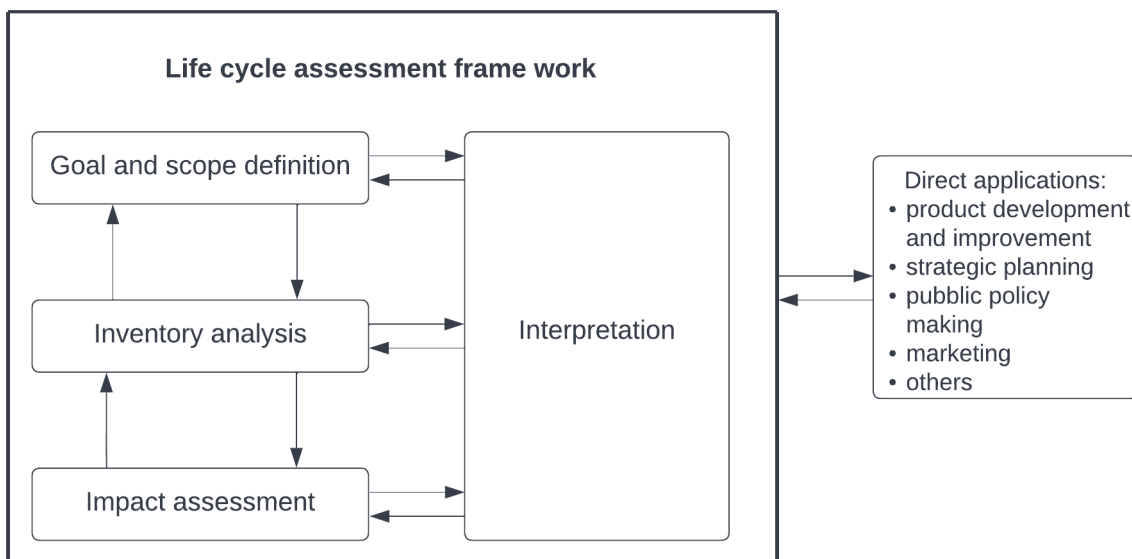 Life cycle assessment frame work
Goal and scope definition
Inventory analysis
Impact assessment
Interpretation
Direct applications:
• product development
and improvement
• strategic planning
• pubblic policy
making
• marketing
• others